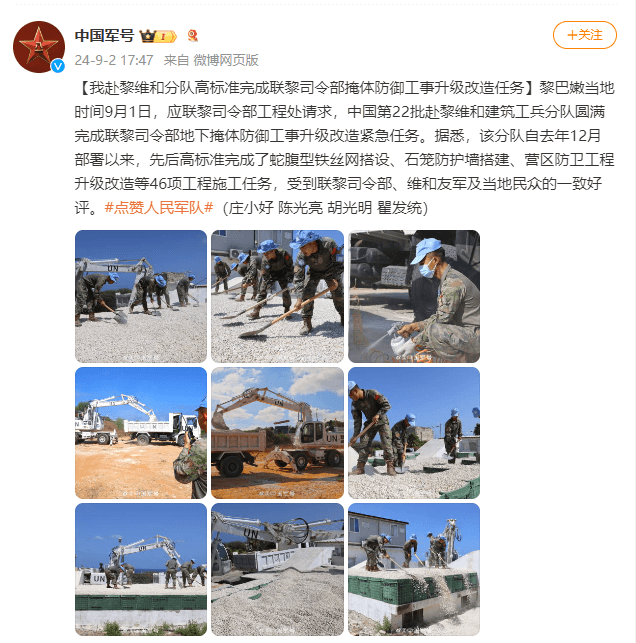 中国军号
1
+关注
24-9-2 17:47 来自 微博网页版
【我赴黎维和分队高标准完成联黎司令部掩体防御工事升级改造任务】黎巴嫩当地
时间9月1日，应联黎司令部工程处请求，中国第22批赴黎维和建筑工兵分队圆满
完成联黎司令部地下掩体防御工事升级改造紧急任务。据悉，该分队自去年12月
部署以来，先后高标准完成了蛇腹型铁丝网搭设、石笼防护墙搭建、营区防卫工程
升级改造等46项工程施工任务，受到联黎司令部、维和友军及当地民众的一致好
评。#点赞人民军队#（庄小好 陈光亮 胡光明 瞿发统）
UN
UN
UN
UN
UN
UN